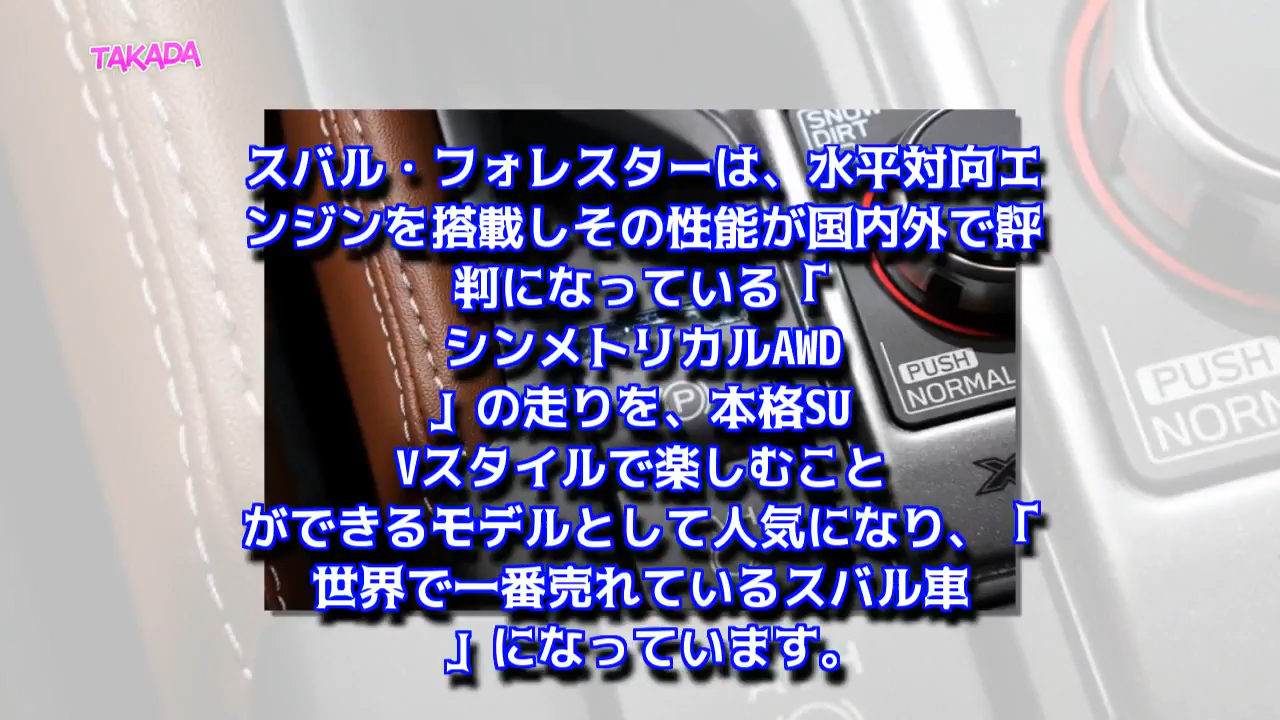 TAKADA
スバル・フォレスターは、水平対向エ
ンジンを搭載しその性能が国内外で評
判になっている『
シンメトリカルAWD
』の走りを、本格SU
Vスタイルで楽しむこと
ができるモデルとして人気になり、『
世界で一番売れているスバル車
』になっています。
SNOW
DIRT
PUSH
NORMAL
P
X
PUSH
NORM